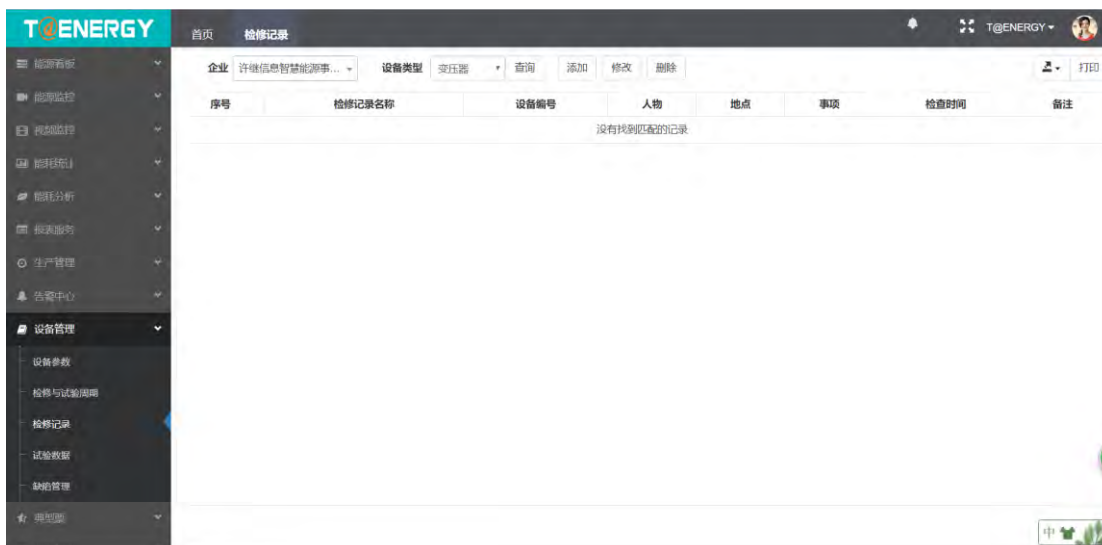 T@ENERGY
首页 检修记录 T@ENERGY
能源看板
企业 许继信息智慧能源事... 设备类型 变压器 查询 添加 修改 删除 打印
能源监控
序号 检修记录名称 设备编号 人物 地点 事项 检查时间 备注
视频监控
没有找到匹配的记录
能耗统计
能耗分析
报表服务
生产管理
告警中心
设备管理
设备参数
检修与试验周期
检修记录
试验数据
缺陷管理
典型图
中